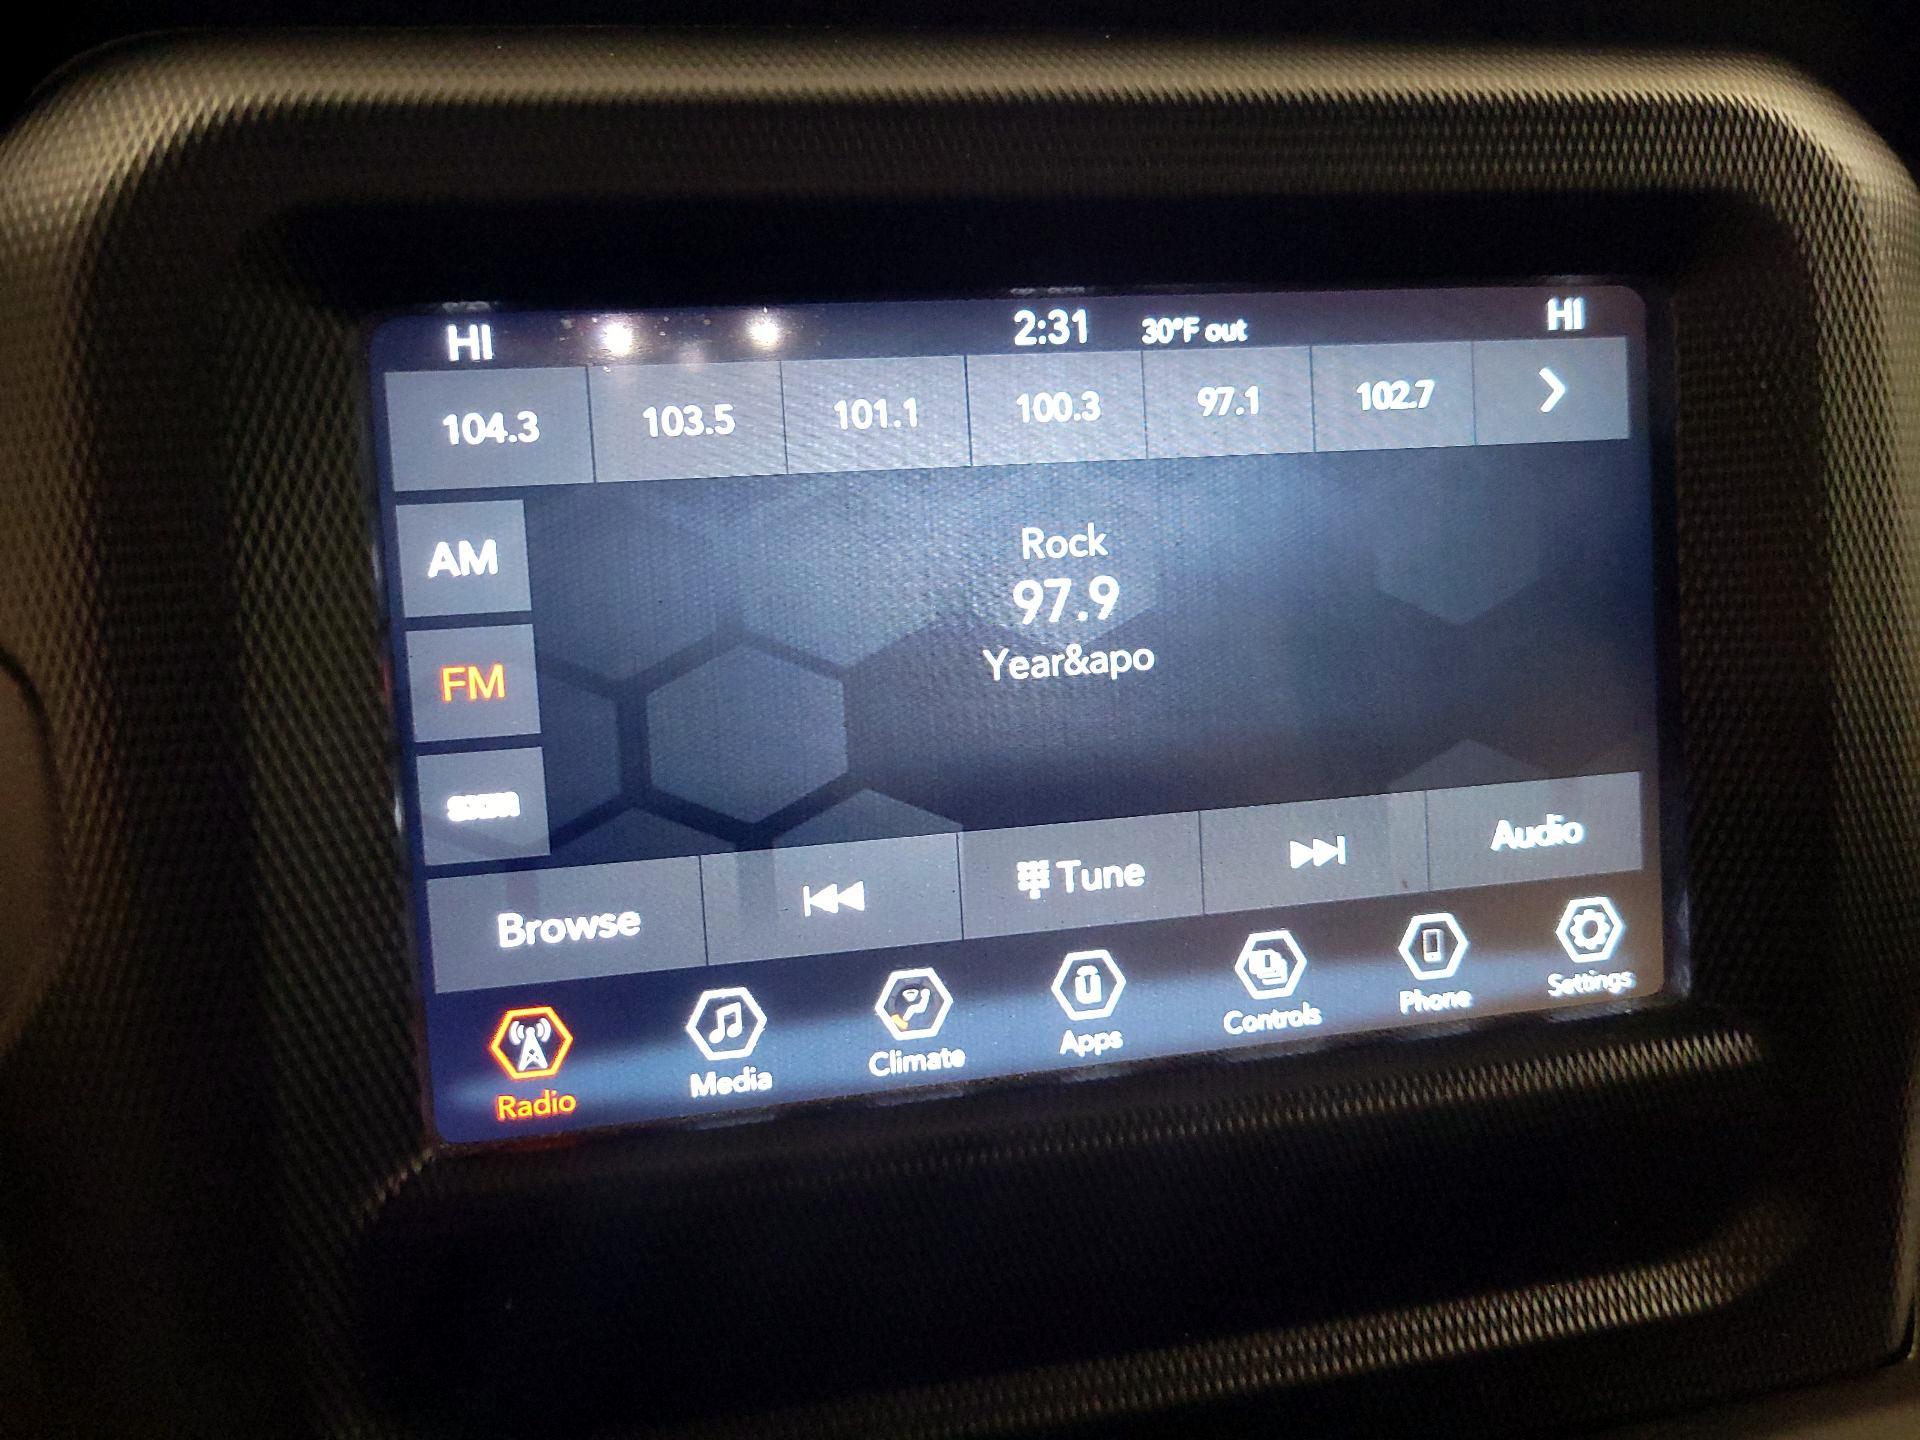 HI 2:31 30°F out HI
104.3 103.5 101.1 100.3 97.1 102.7
AM
FM
sxm
Rock
97.9
Year&apo
Browse Tune Audio
Radio Media Climate Apps Controls Phone Settings